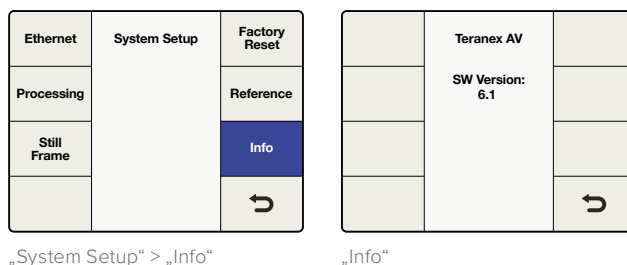 Ethernet
System Setup
Factory
Reset
Processing
Reference
Still
Frame
Info
„System Setup“ > „Info“
Teranex AV
SW Version:
6.1
„Info“